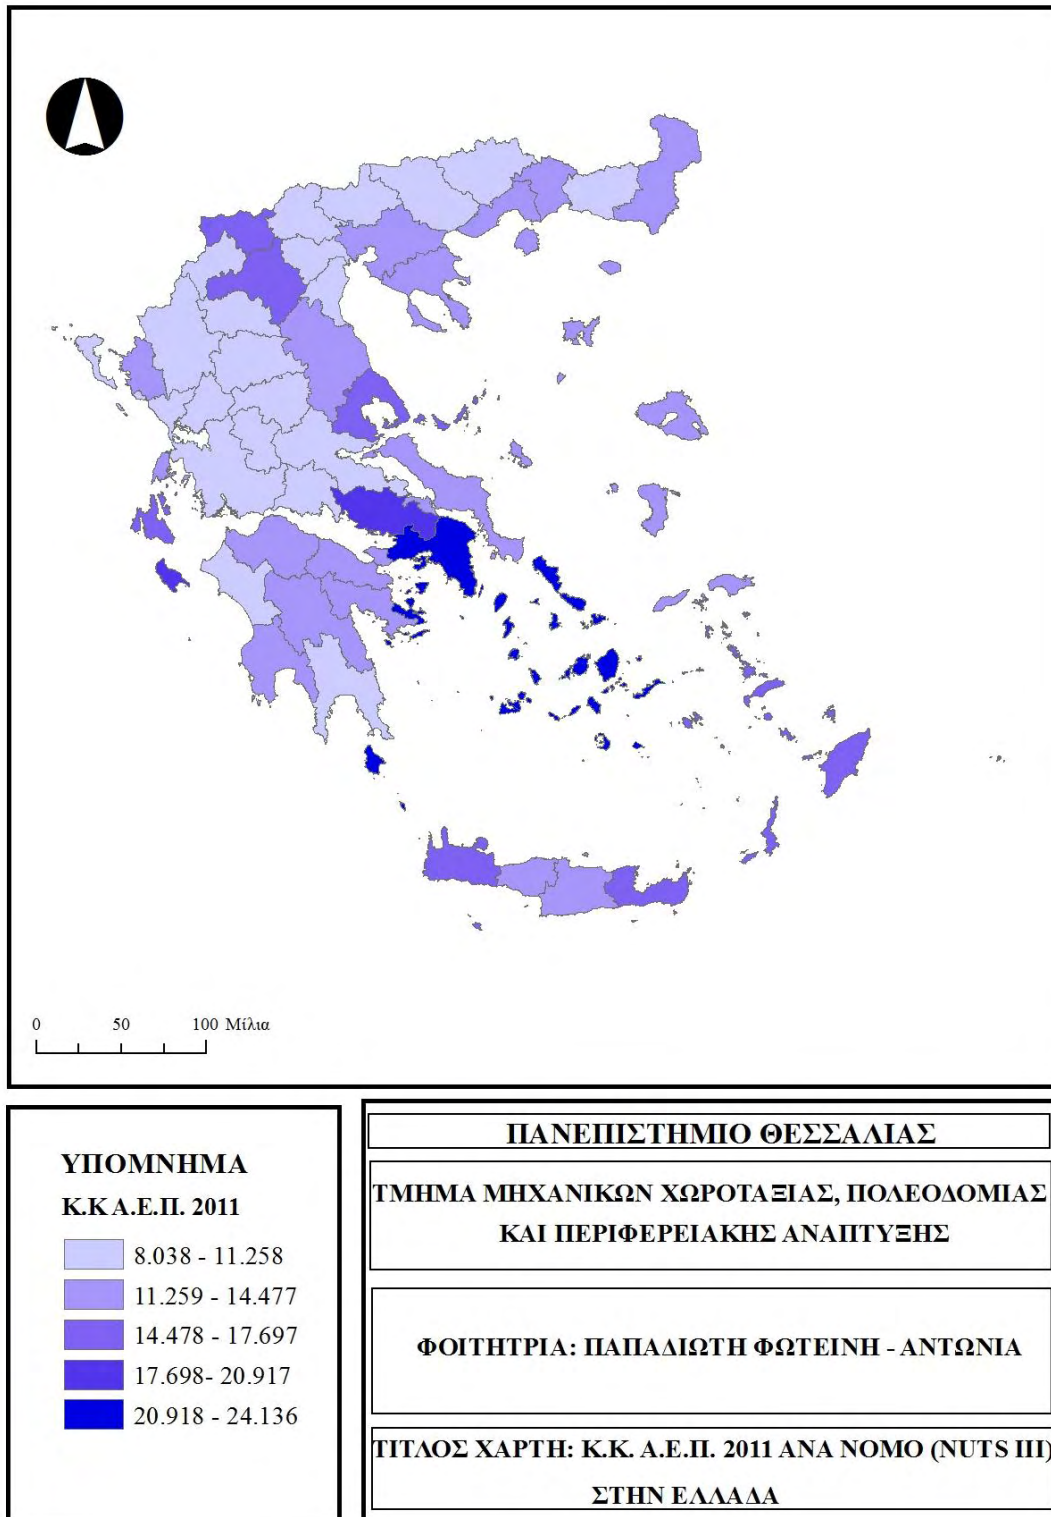 0 50 100 Μίλια
ΥΠΟΜΝΗΜΑ
Κ.Κ Α.Ε.Π. 2011
8.038 - 11.258
11.259 - 14.477
14.478 - 17.697
17.698- 20.917
20.918 - 24.136
ΠΑΝΕΠΙΣΤΗΜΙΟ ΘΕΣΣΑΛΙΑΣ
ΤΜΗΜΑ ΜΗΧΑΝΙΚΩΝ ΧΩΡΟΤΑΞΙΑΣ, ΠΟΛΕΟΔΟΜΙΑΣ
ΚΑΙ ΠΕΡΙΦΕΡΕΙΑΚΗΣ ΑΝΑΠΤΥΞΗΣ
ΦΟΙΤΗΤΡΙΑ: ΠΑΠΑΔΙΩΤΗ ΦΩΤΕΙΝΗ - ΑΝΤΩΝΙΑ
ΤΙΤΛΟΣ ΧΑΡΤΗ: Κ.Κ. Α.Ε.Π. 2011 ΑΝΑ ΝΟΜΟ (NUTS III)
ΣΤΗΝ ΕΛΛΑΔΑ